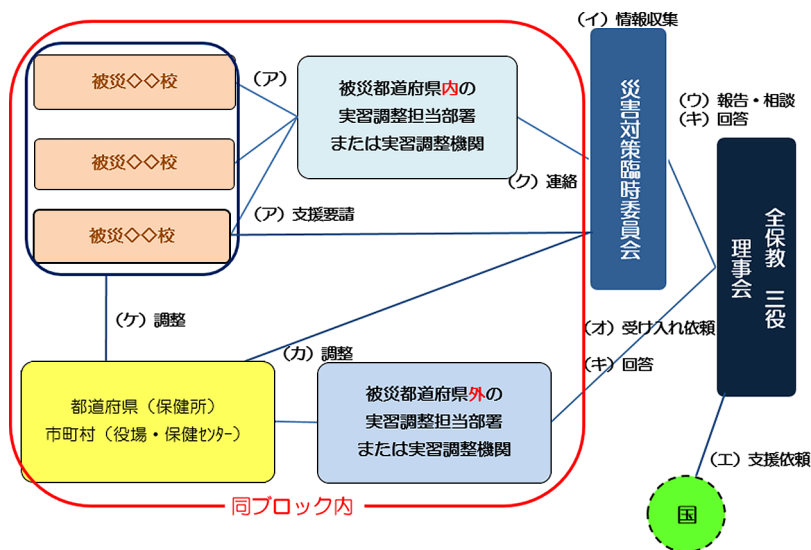 (イ) 情報収集
被災◇◇校
(ア)
被災都道府県内の
実習調整担当部署
または実習調整機関
災害対策臨時委員会
(ウ) 報告・相談
(キ) 回答
被災◇◇校
(ク) 連絡
被災◇◇校
(ア) 支援要請
全保教 三役
理事会
(ケ) 調整
(オ) 受け入れ依頼
(カ) 調整
(キ) 回答
都道府県（保健所）
市町村（役場・保健ｾﾝﾀｰ）
被災都道府県外の
実習調整担当部署
または実習調整機関
(エ) 支援依頼
同ブロック内
国